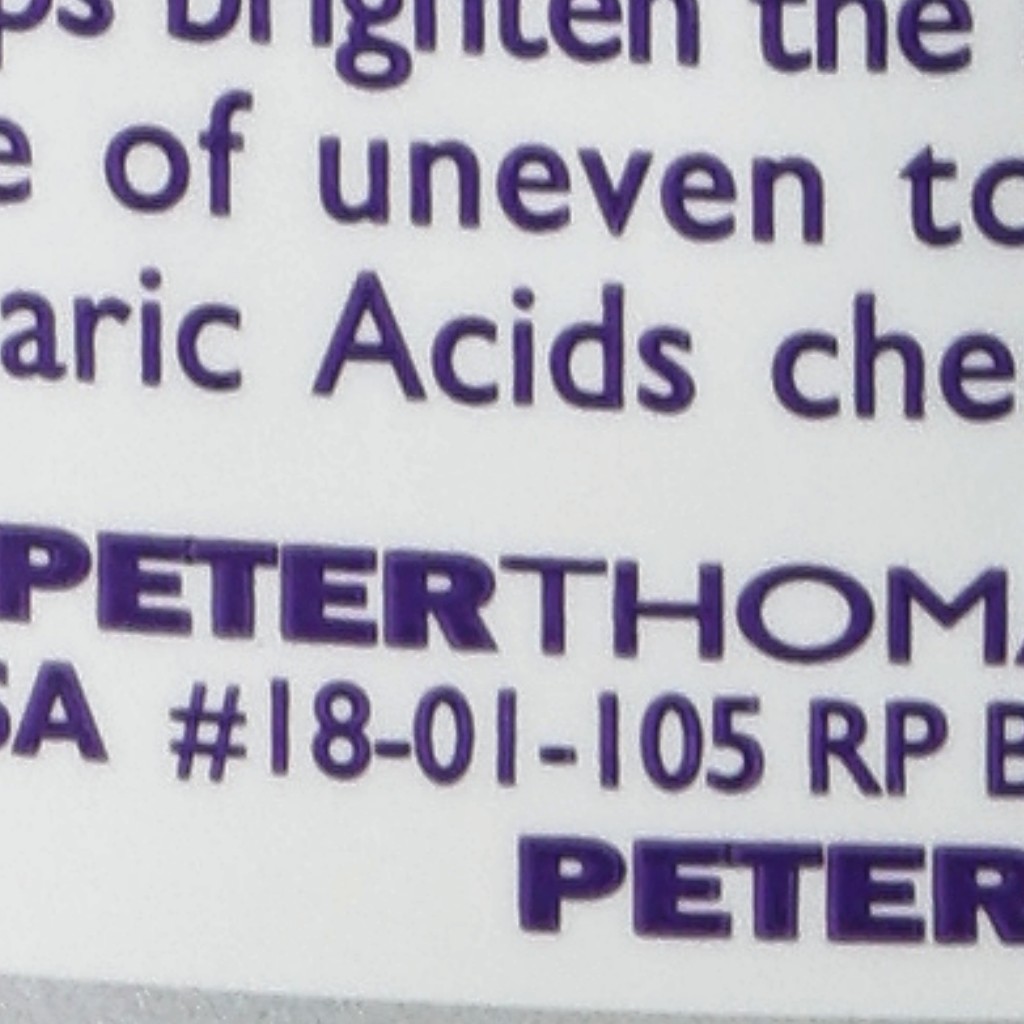 ps brighten the
e of uneven to
aric Acids che
PETERTHOMA
SA #18-01-105 RP B
PETER